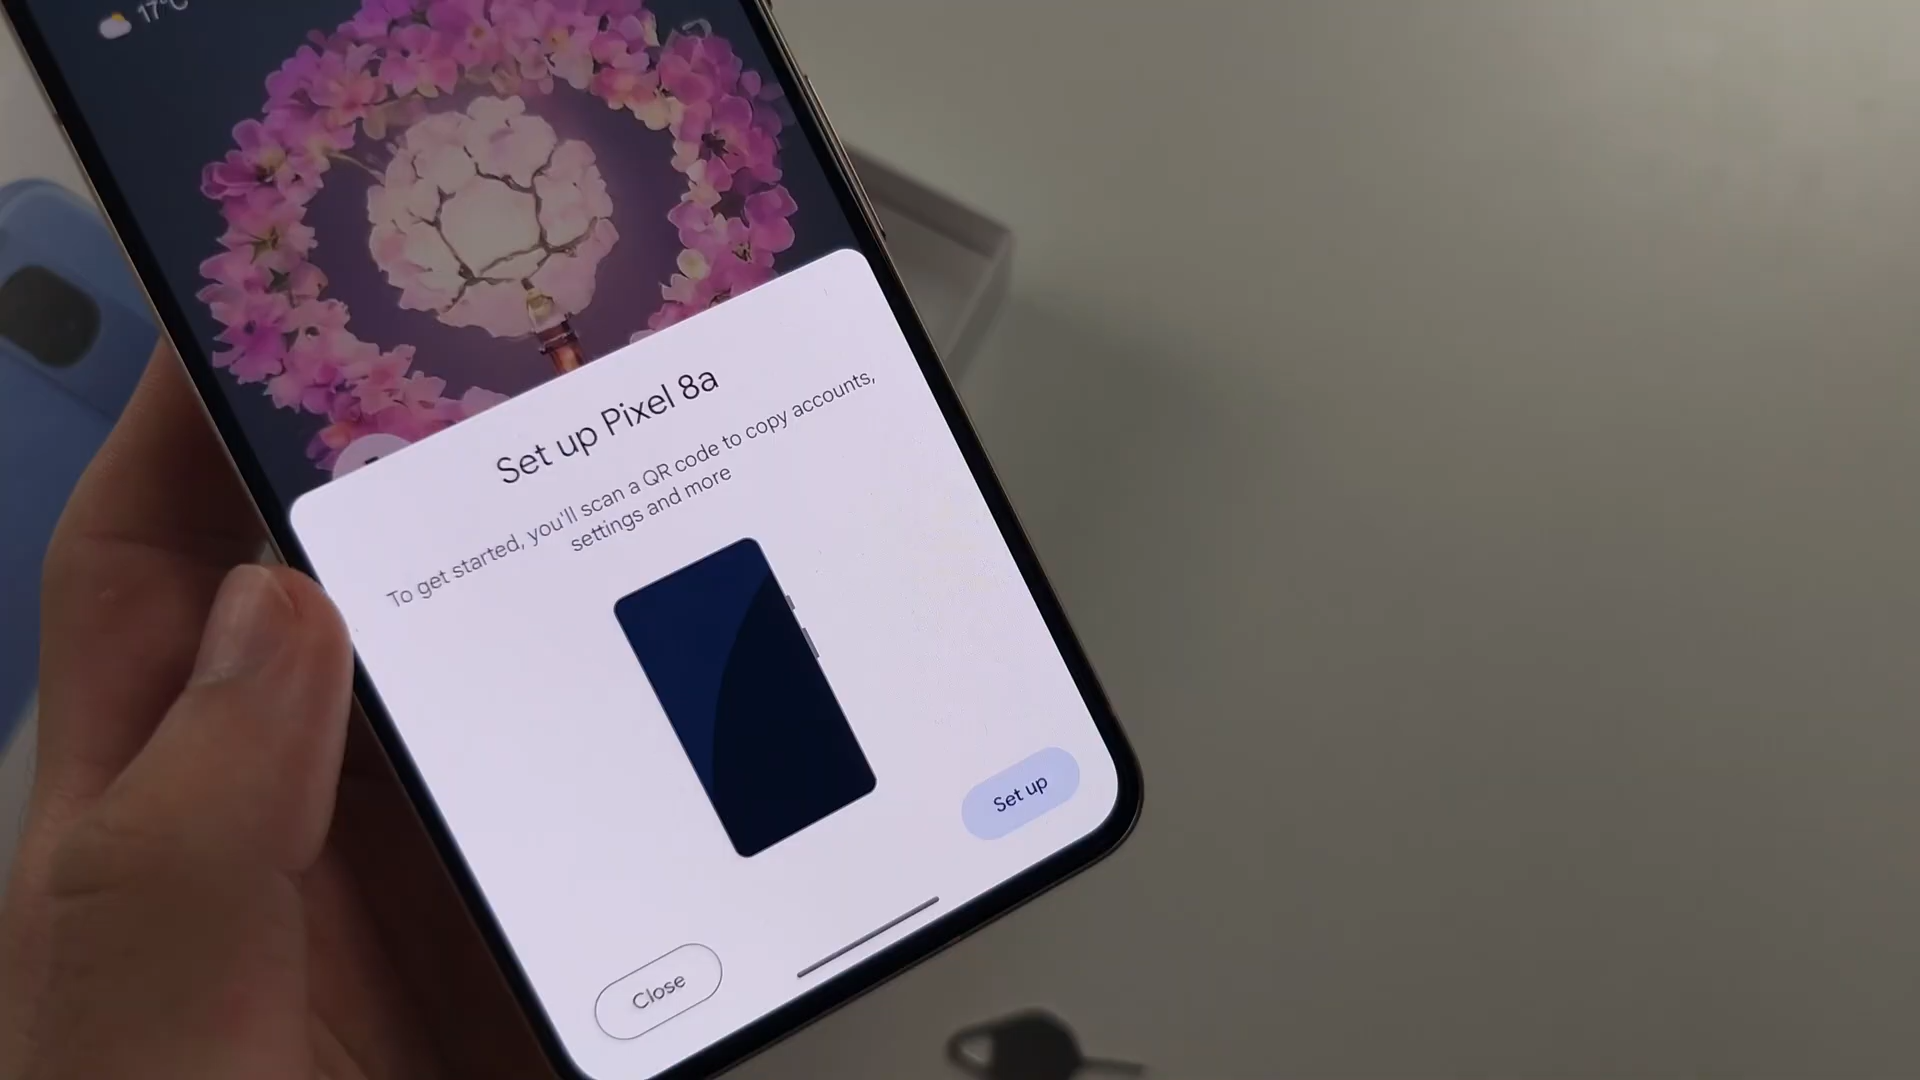 17°C
Set up Pixel 8a
To get started, you'll scan a QR code to copy accounts,
settings and more
Set up
Close